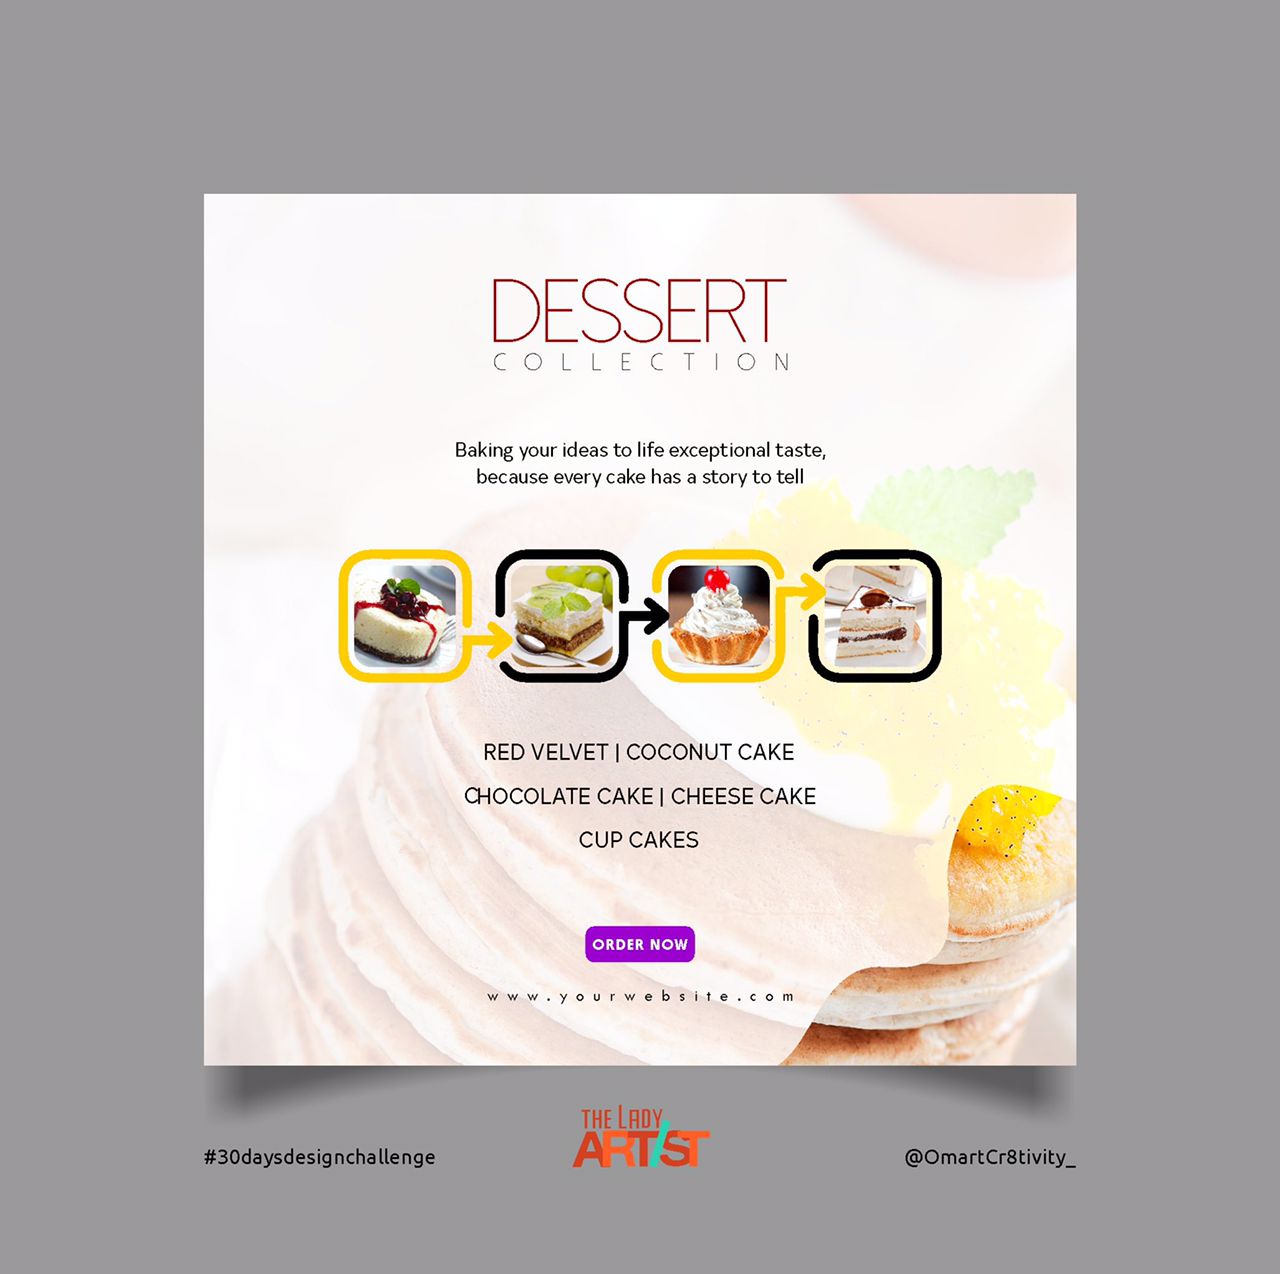 DESSERT
COLLECTION
Baking your ideas to life exceptional taste,
because every cake has a story to tell
RED VELVET | COCONUT CAKE
CHOCOLATE CAKE | CHEESE CAKE
CUP CAKES
ORDER NOW
www.yourwebsite.com
THE LADY
ARTIST
#30daysdesignchallenge
@OmartCr8tivity_